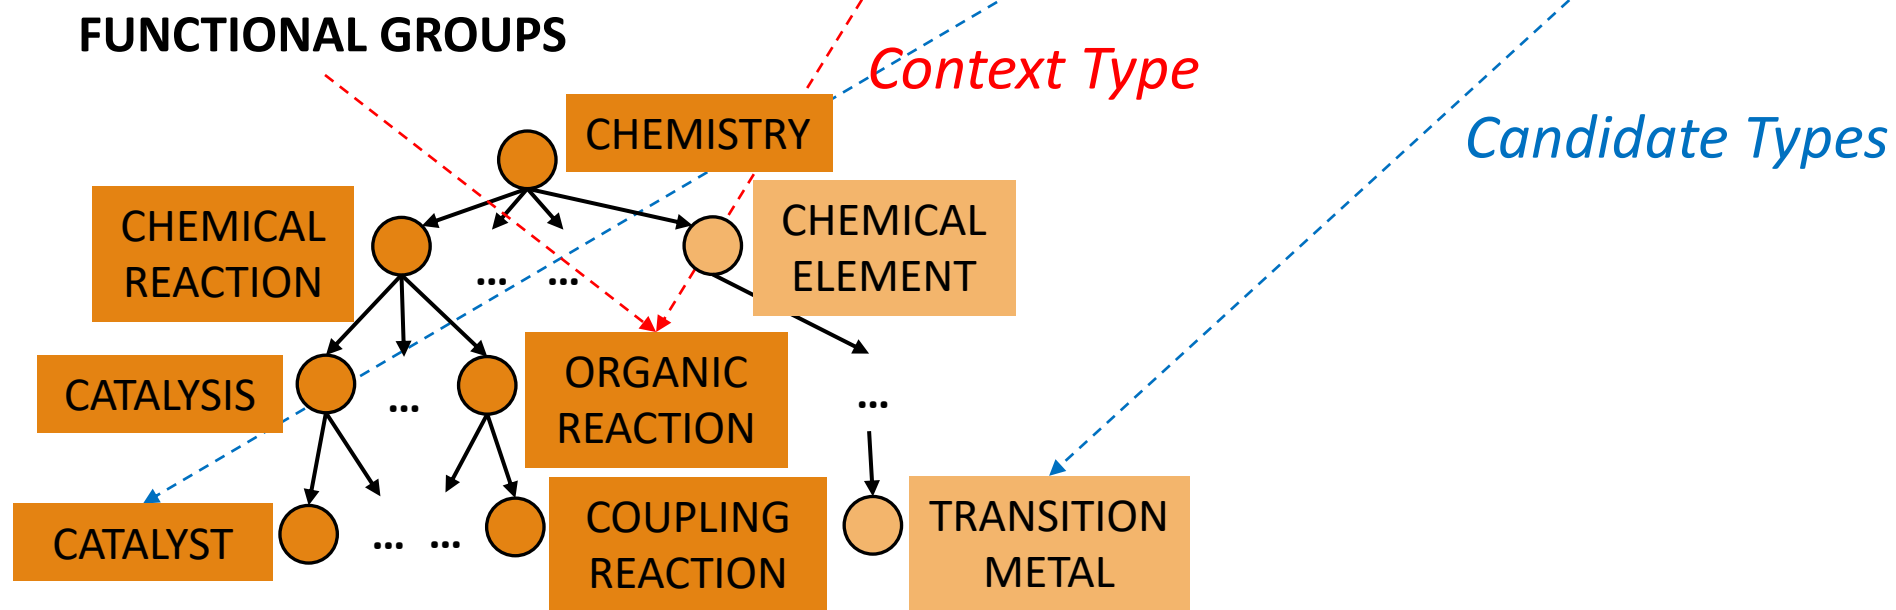 FUNCTIONAL GROUPS
Context Type
Candidate Types
CHEMISTRY
CHEMICAL
REACTION
CHEMICAL
ELEMENT
... ...
CATALYSIS
...
ORGANIC
REACTION
...
CATALYST
... ...
COUPLING
REACTION
TRANSITION
METAL